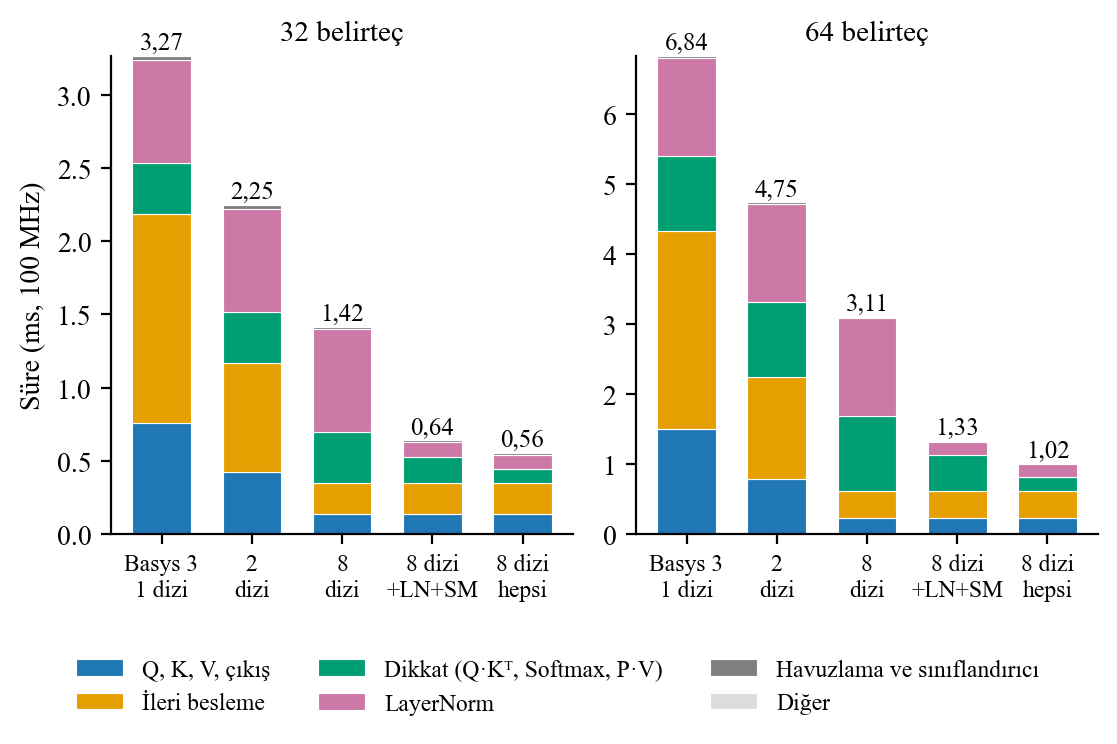 32 belirteç
64 belirteç
Süre (ms, 100 MHz)
3.0
2.5
2.0
1.5
1.0
0.5
0.0
3,27
2,25
1,42
0,64
0,56
Basys 3
1 dizi
2
dizi
8
dizi
8 dizi
+LN+SM
8 dizi
hepsi
6
5
4
3
2
1
0
6,84
4,75
3,11
1,33
1,02
Basys 3
1 dizi
2
dizi
8
dizi
8 dizi
+LN+SM
8 dizi
hepsi
Q, K, V, çıkış
İleri besleme
Dikkat (Q·Kᵀ, Softmax, P·V)
LayerNorm
Havuzlama ve sınıflandırıcı
Diğer